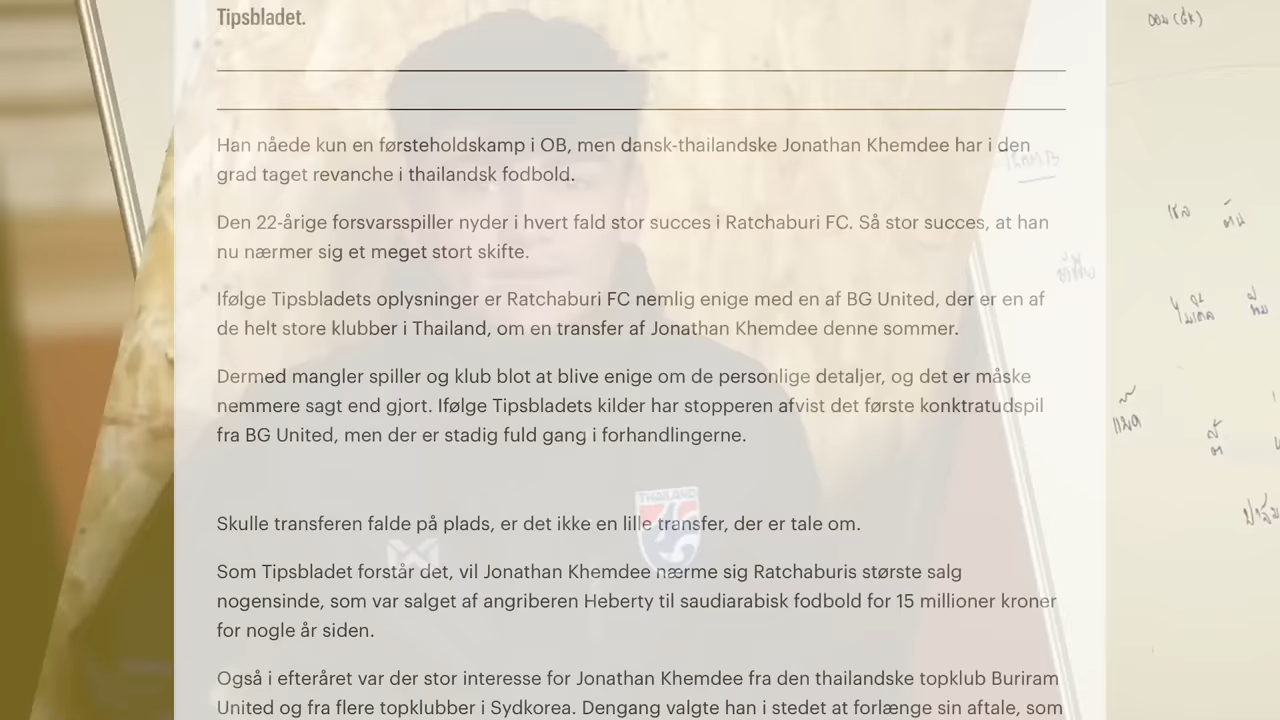 Tipsbladet.
Han nåede kun en førsteholdskamp i OB, men dansk-thailandske Jonathan Khemdee har i den
grad taget revanche i thailandsk fodbold.
Den 22-årige forsvarsspiller nyder i hvert fald stor succes i Ratchaburi FC. Så stor succes, at han
nu nærmer sig et meget stort skifte.
Ifølge Tipsbladets oplysninger er Ratchaburi FC nemlig enige med en af BG United, der er en af
de helt store klubber i Thailand, om en transfer af Jonathan Khemdee denne sommer.
Dermed mangler spiller og klub blot at blive enige om de personlige detaljer, og det er måske
nemmere sagt end gjort. Ifølge Tipsbladets kilder har stopperen afvist det første konktratudspil
fra BG United, men der er stadig fuld gang i forhandlingerne.
THAILAND
Skulle transferen falde på plads, er det ikke en lille transfer, der er tale om.
Som Tipsbladet forstår det, vil Jonathan Khemdee nærme sig Ratchaburis største salg
nogensinde, som var salget af angriberen Heberty til saudiarabisk fodbold for 15 millioner kroner
for nogle år siden.
Også i efteråret var der stor interesse for Jonathan Khemdee fra den thailandske topklub Buriram
United og fra flere topklubber i Sydkorea. Dengang valgte han i stedet at forlænge sin aftale, som